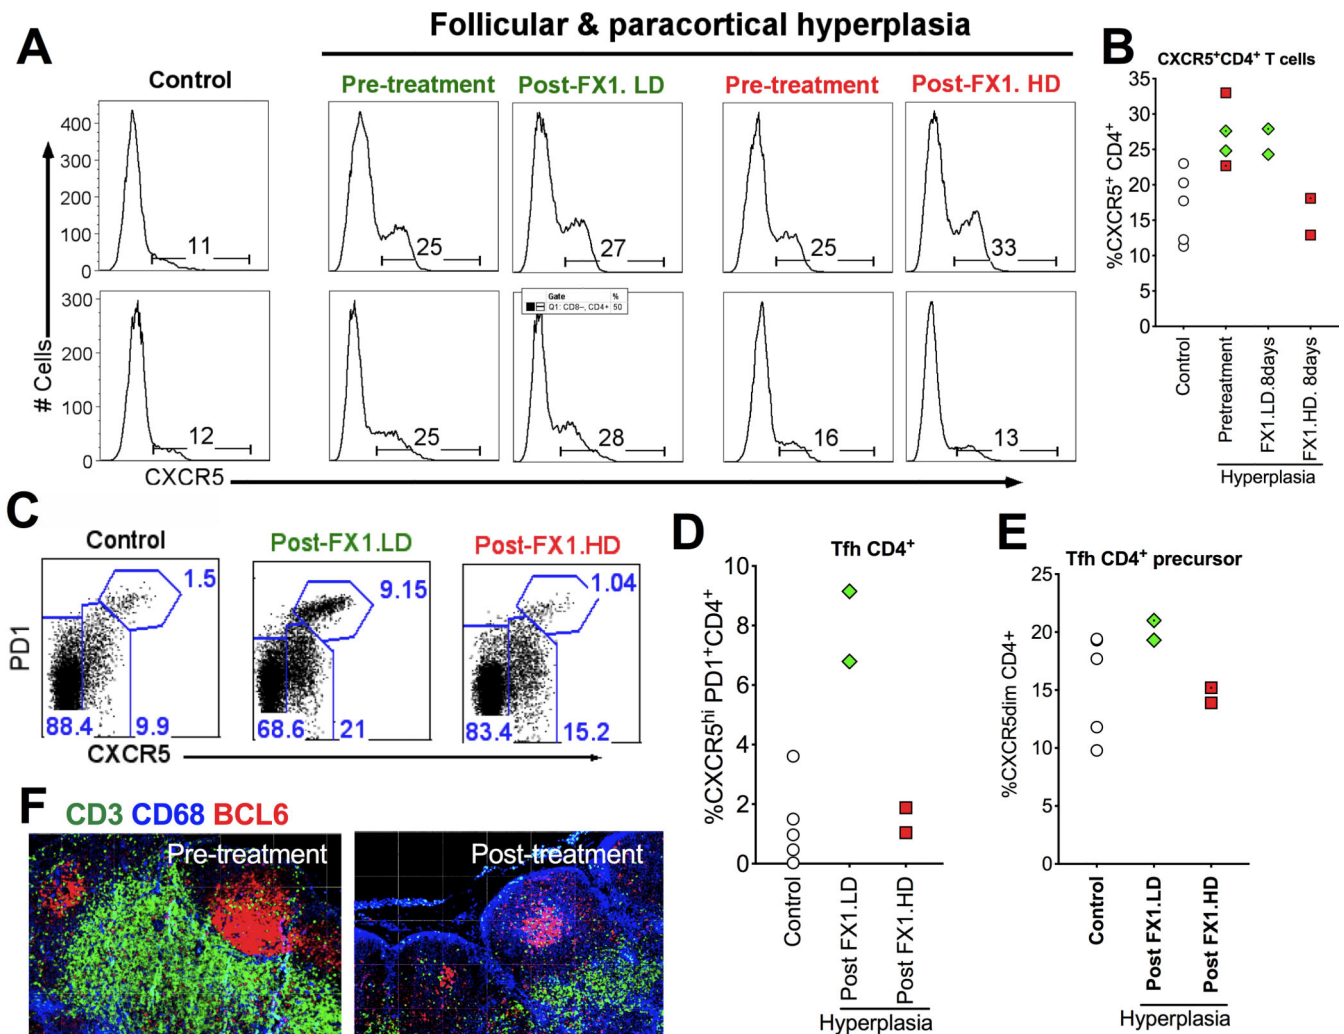 Follicular & paracortical hyperplasia
A
Control
Pre-treatment
Post-FX1. LD
Pre-treatment
Post-FX1. HD
400
300
200
100
0
11
25
27
25
33
300
200
100
0
Gate %
Q1: CD8–, CD4+ 50
12
25
28
16
13
# Cells
CXCR5
B
CXCR5+CD4+ T cells
%CXCR5+ CD4+
35
30
25
20
15
10
5
0
Control
Pretreatment
FX1.LD.8days
FX1.HD. 8days
Hyperplasia
C
Control
Post-FX1.LD
Post-FX1.HD
PD1
1.5
88.4
9.9
9.15
68.6
21
1.04
83.4
15.2
CXCR5
D
Tfh CD4+
%CXCR5hi PD1+CD4+
10
8
6
4
2
0
Control
Post FX1.LD
Post FX1.HD
Hyperplasia
E
Tfh CD4+ precursor
%CXCR5dim CD4+
25
20
15
10
5
0
Control
Post FX1.LD
Post FX1.HD
Hyperplasia
F
CD3 CD68 BCL6
Pre-treatment
Post-treatment